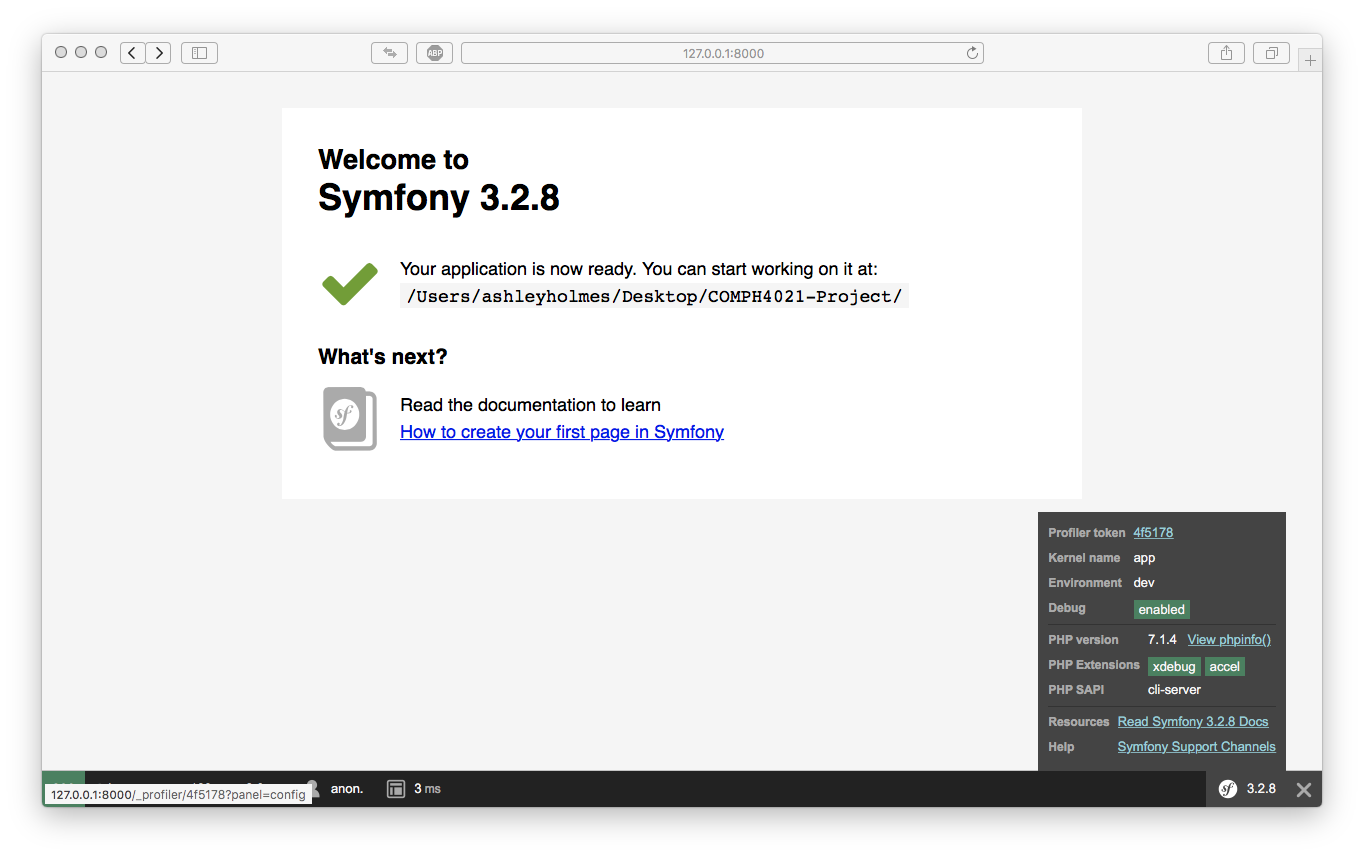 ABP
127.0.0.1:8000
Welcome to
Symfony 3.2.8
Your application is now ready. You can start working on it at:
/Users/ashleyholmes/Desktop/COMPH4021-Project/
What's next?
sf
Read the documentation to learn
How to create your first page in Symfony
Profiler token 4f5178
Kernel name app
Environment dev
Debug enabled
PHP version 7.1.4 View phpinfo()
PHP Extensions xdebug accel
PHP SAPI cli-server
Resources Read Symfony 3.2.8 Docs
Help Symfony Support Channels
127.0.0.1:8000/_profiler/4f5178?panel=config anon. 3 ms sf 3.2.8